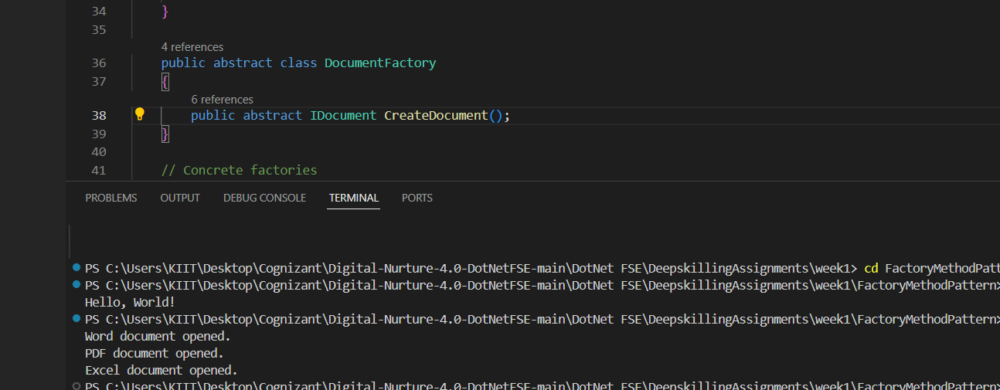 34 }
35
4 references
36 public abstract class DocumentFactory
37 {
6 references
38 public abstract IDocument CreateDocument();
39 }
40
41 // Concrete factories
PROBLEMS OUTPUT DEBUG CONSOLE TERMINAL PORTS
PS C:\Users\KIIT\Desktop\Cognizant\Digital-Nurture-4.0-DotNetFSE-main\DotNet FSE\DeepskillingAssignments\week1> cd FactoryMethodPatt
PS C:\Users\KIIT\Desktop\Cognizant\Digital-Nurture-4.0-DotNetFSE-main\DotNet FSE\DeepskillingAssignments\week1\FactoryMethodPattern>
Hello, World!
PS C:\Users\KIIT\Desktop\Cognizant\Digital-Nurture-4.0-DotNetFSE-main\DotNet FSE\DeepskillingAssignments\week1\FactoryMethodPattern>
Word document opened.
PDF document opened.
Excel document opened.
PS C:\Users\KIIT\Desktop\Cognizant\Digital-Nurture-4.0-DotNetFSE-main\DotNet FSE\DeepskillingAssignments\week1\FactoryMethodPattern>